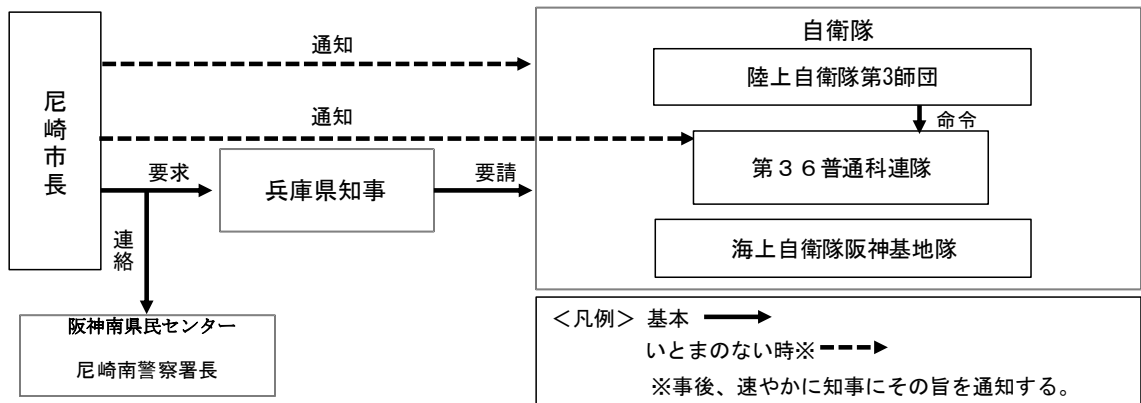 尼崎市長
通知
通知
要求
連絡
兵庫県知事
要請
阪神南県民センター
尼崎南警察署長
自衛隊
陸上自衛隊第3師団
命令
第３６普通科連隊
海上自衛隊阪神基地隊
＜凡例＞ 基本
いとまのない時※
※事後、速やかに知事にその旨を通知する。